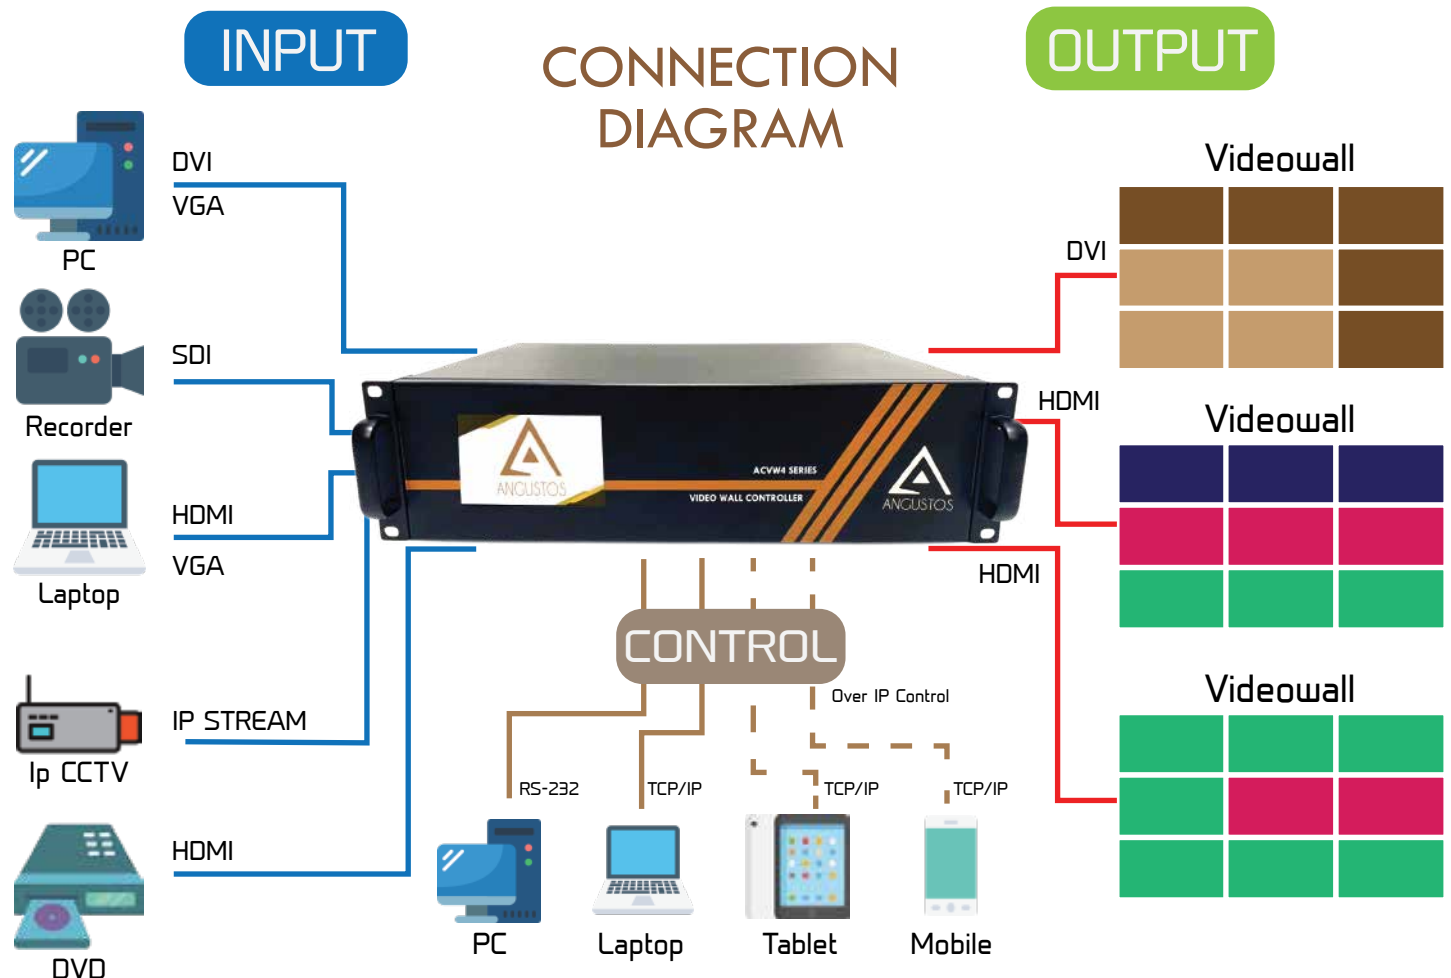 INPUT
CONNECTION
DIAGRAM
OUTPUT
DVI
VGA
PC
SDI
Recorder
HDMI
VGA
Laptop
IP STREAM
Ip CCTV
HDMI
DVD
ANGUSTOS
ACVW4 SERIES
VIDEO WALL CONTROLLER
ANGUSTOS
CONTROL
Over IP Control
RS-232
TCP/IP
TCP/IP
TCP/IP
PC
Laptop
Tablet
Mobile
Videowall
DVI
HDMI
Videowall
HDMI
Videowall